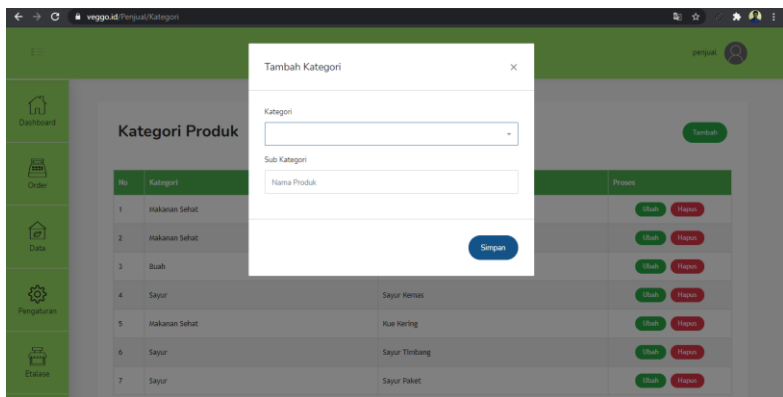 veggo.id/Penjual/Kategori
penjual
Tambah Kategori ×
Dashboard
Kategori
Kategori Produk
Tambah
Sub Kategori
Order
Nama Produk
No Kategori Proses
1 Makanan Sehat Ubah Hapus
2 Makanan Sehat Ubah Hapus
Data
Simpan
3 Buah Ubah Hapus
4 Sayur Sayur Kemas Ubah Hapus
Pengaturan
5 Makanan Sehat Kue Kering Ubah Hapus
6 Sayur Sayur Timbang Ubah Hapus
Etalase
7 Sayur Sayur Paket Ubah Hapus